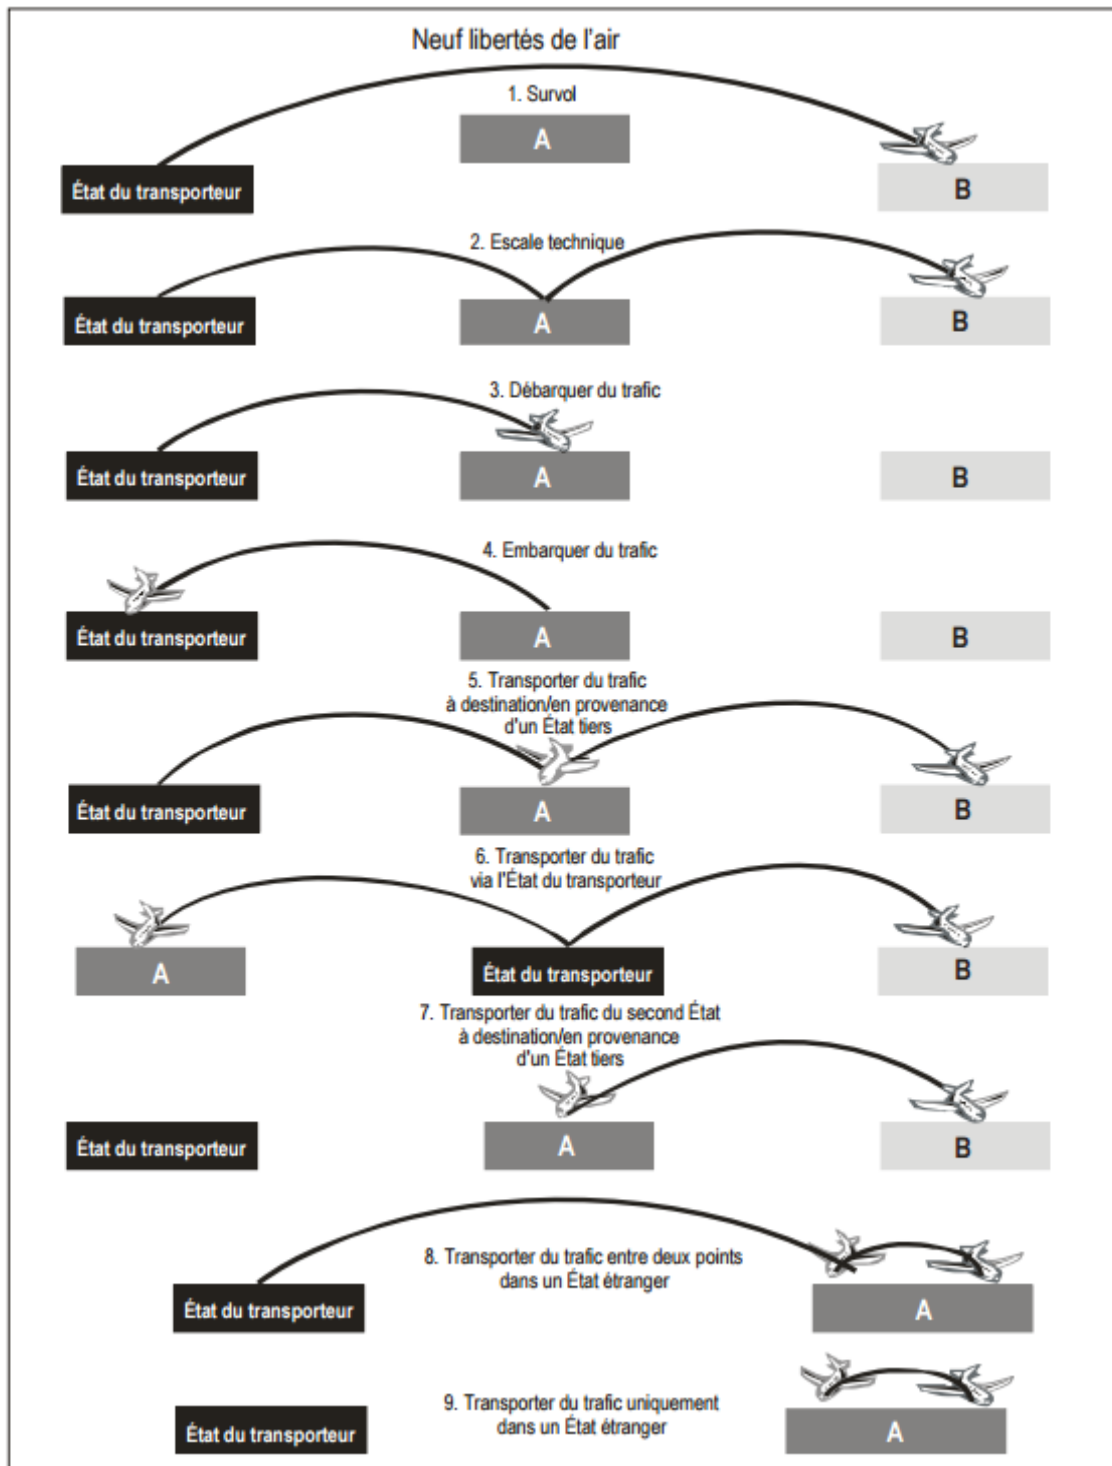 Neuf libertés de l'air
1. Survol
A
État du transporteur
B
2. Escale technique
État du transporteur
A
B
3. Débarquer du trafic
État du transporteur
A
B
4. Embarquer du trafic
État du transporteur
A
B
5. Transporter du trafic
à destination/en provenance
d'un État tiers
État du transporteur
A
B
6. Transporter du trafic
via l'État du transporteur
A
État du transporteur
B
7. Transporter du trafic du second État
à destination/en provenance
d'un État tiers
État du transporteur
A
B
8. Transporter du trafic entre deux points
dans un État étranger
État du transporteur
A
9. Transporter du trafic uniquement
dans un État étranger
État du transporteur
A